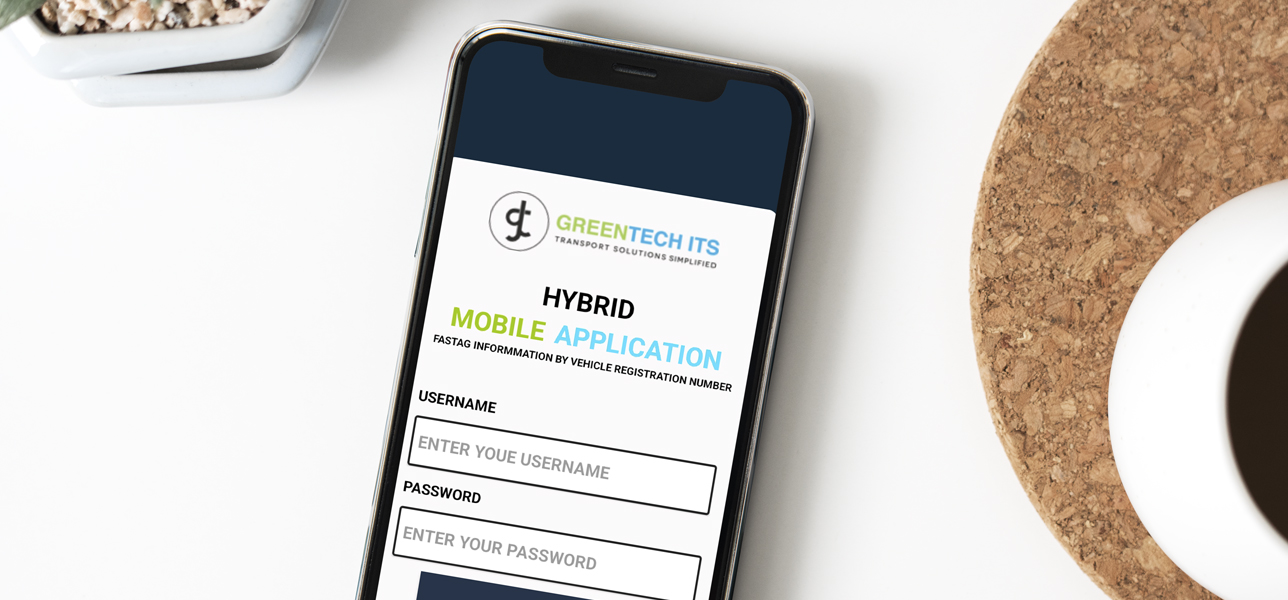 GREENTECH ITS
TRANSPORT SOLUTIONS SIMPLIFIED
HYBRID
MOBILE APPLICATION
FASTAG INFORMMATION BY VEHICLE REGISTRATION NUMBER
USERNAME
ENTER YOUE USERNAME
PASSWORD
ENTER YOUR PASSWORD